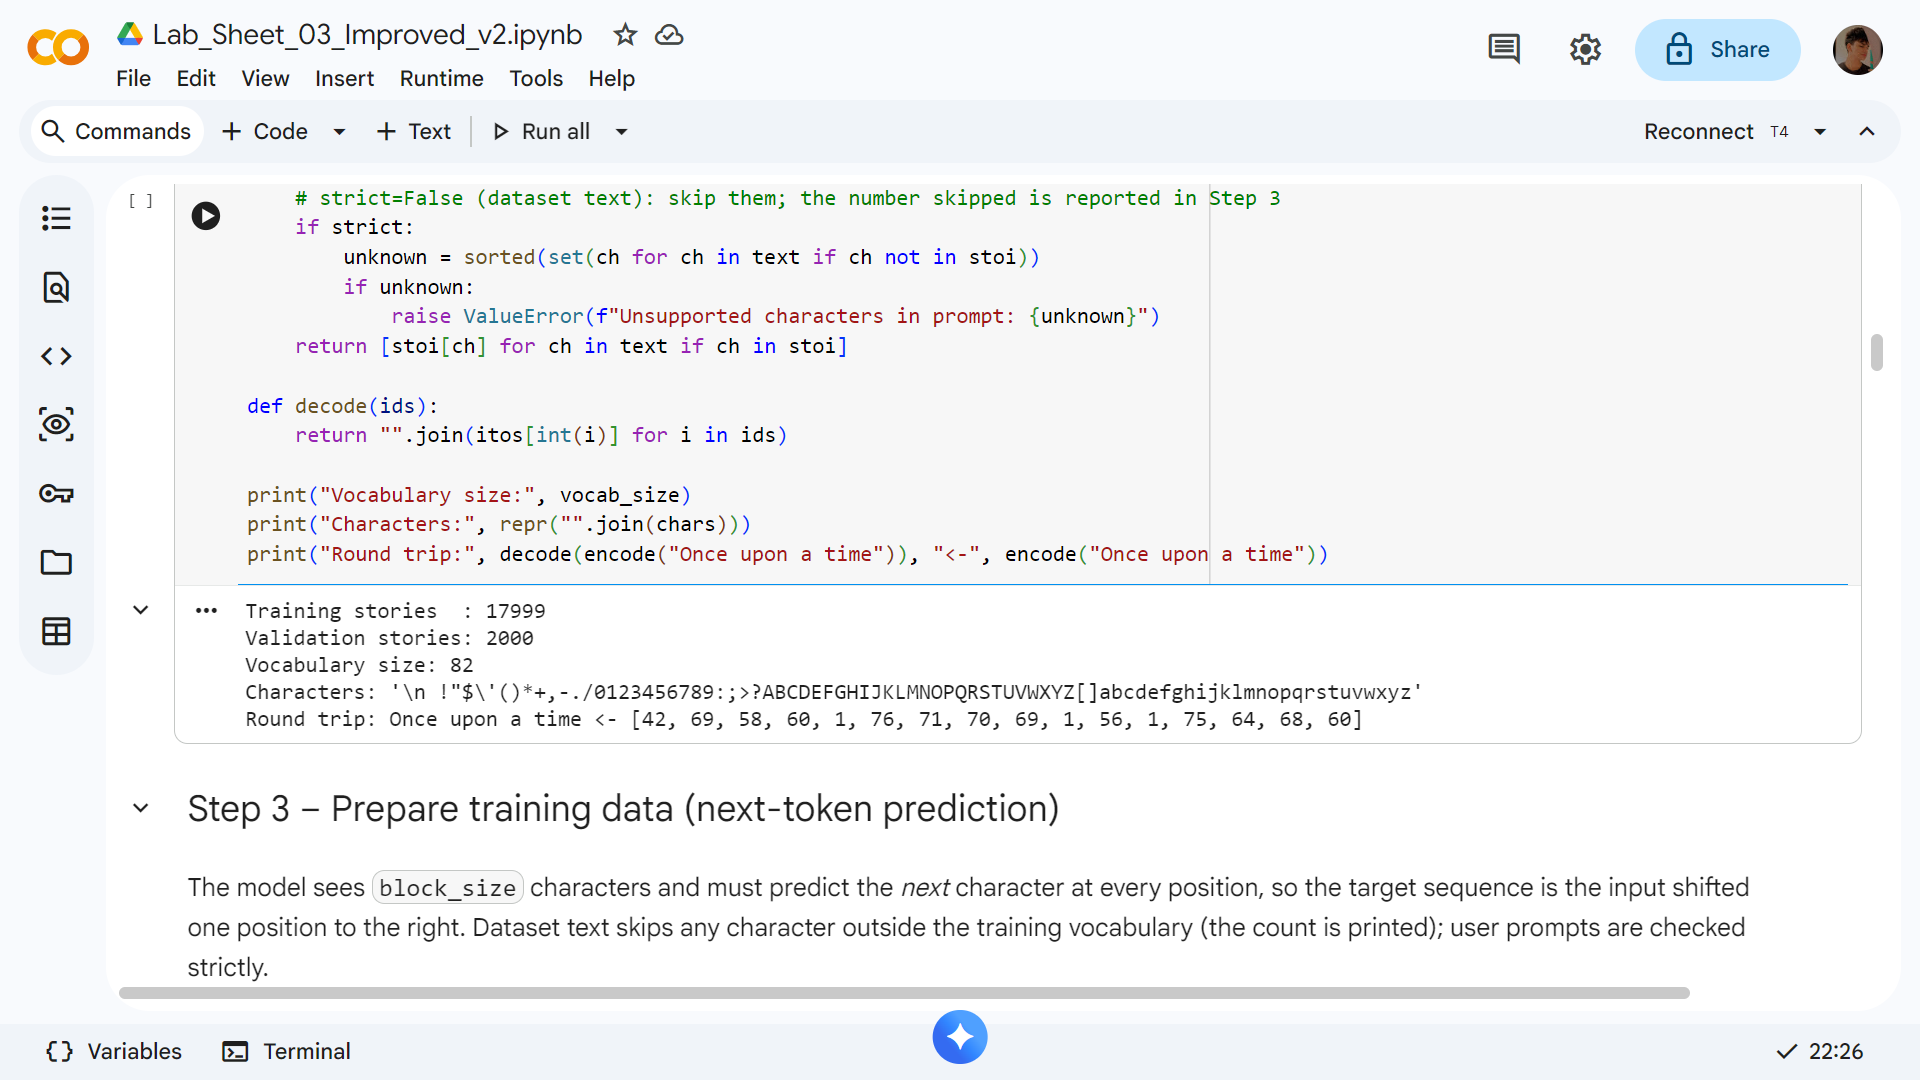 Lab_Sheet_03_Improved_v2.ipynb
File Edit View Insert Runtime Tools Help
Share
Commands + Code + Text Run all
Reconnect T4
[ ]
# strict=False (dataset text): skip them; the number skipped is reported in Step 3
if strict:
unknown = sorted(set(ch for ch in text if ch not in stoi))
if unknown:
raise ValueError(f"Unsupported characters in prompt: {unknown}")
return [stoi[ch] for ch in text if ch in stoi]
def decode(ids):
return "".join(itos[int(i)] for i in ids)
print("Vocabulary size:", vocab_size)
print("Characters:", repr("".join(chars)))
print("Round trip:", decode(encode("Once upon a time")), "<-", encode("Once upon a time"))
Training stories : 17999
Validation stories: 2000
Vocabulary size: 82
Characters: '\n !"$\'()*+,-./0123456789:;>?ABCDEFGHIJKLMNOPQRSTUVWXYZ[]abcdefghijklmnopqrstuvwxyz'
Round trip: Once upon a time <- [42, 69, 58, 60, 1, 76, 71, 70, 69, 1, 56, 1, 75, 64, 68, 60]
Step 3 – Prepare training data (next-token prediction)
The model sees block_size characters and must predict the next character at every position, so the target sequence is the input shifted
one position to the right. Dataset text skips any character outside the training vocabulary (the count is printed); user prompts are checked
strictly.
Variables Terminal
22:26